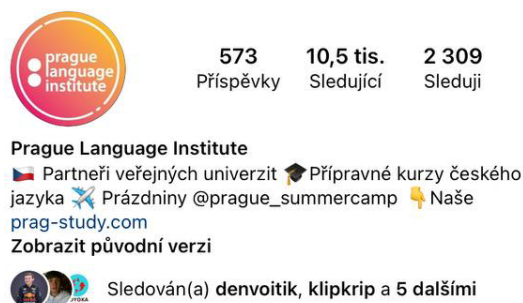 prague
language
institute
573 10,5 tis. 2 309
Příspěvky Sledující Sleduji
Prague Language Institute
🇨🇿 Partneři veřejných univerzit 🎓Přípravné kurzy českého
jazyka ✈️ Prázdniny @prague_summercamp 👇Naše
prag-study.com
Zobrazit původní verzi
Sledován(a) denvoitik, klipkrip a 5 dalšími